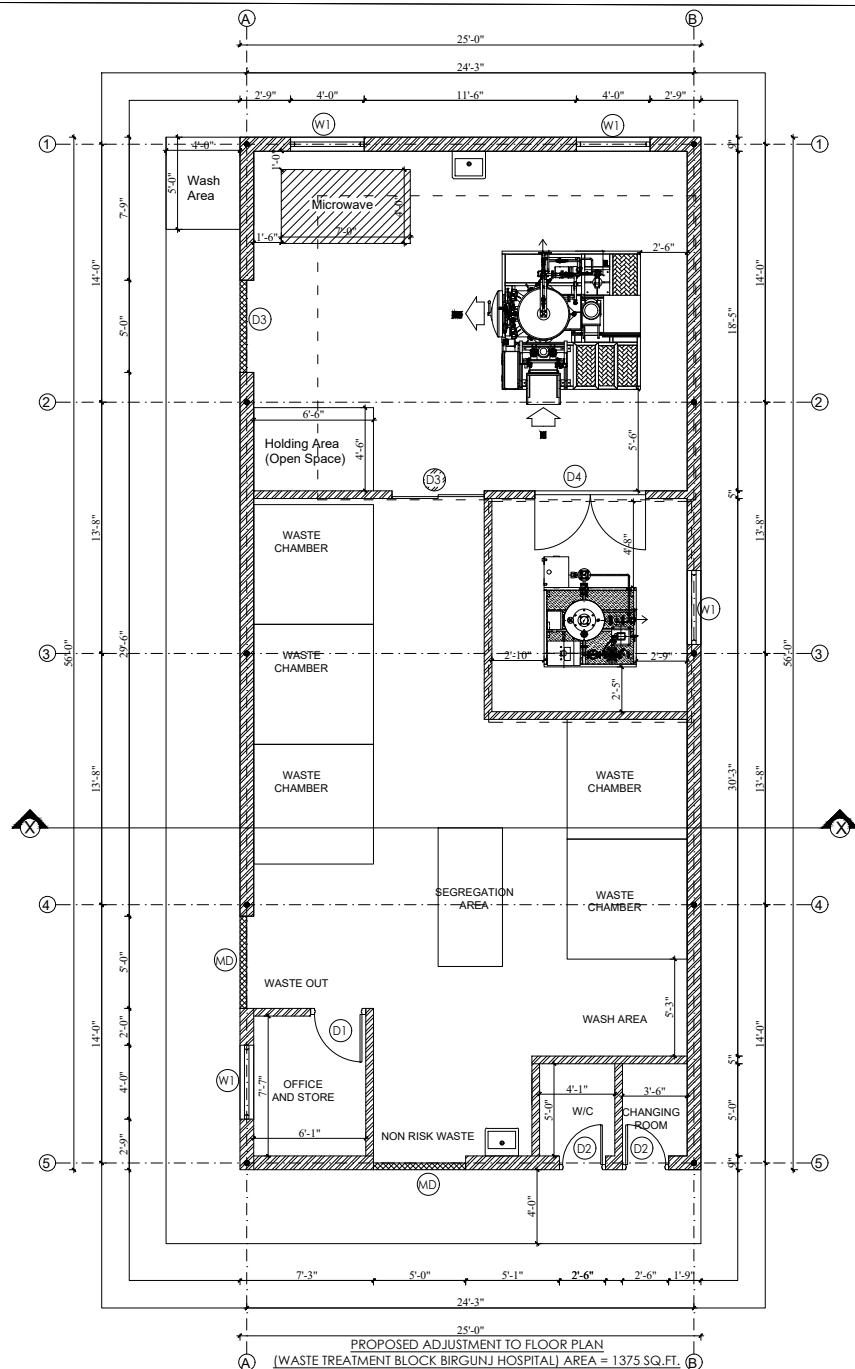 A
B
25'-0"
24'-3"
2'-9"
4'-0"
11'-6"
4'-0"
2'-9"
W1
W1
1
1
4'-0"
9"
1'-0"
5'-0"
Wash
Area
Microwave
4'-0"
7'-9"
1'-6"
7'-0"
2'-6"
14'-0"
14'-0"
D3
5'-0"
18'-5"
2
2
6'-6"
Holding Area
(Open Space)
4'-6"
5'-6"
D3
D4
5"
WASTE
CHAMBER
13'-8"
13'-8"
4'-8"
W1
56'-0"
29'-6"
56'-0"
3
WASTE
CHAMBER
2'-10"
2'-9"
3
2'-5"
WASTE
CHAMBER
WASTE
CHAMBER
13'-8"
30'-3"
13'-8"
X
X
SEGREGATION
AREA
WASTE
CHAMBER
4
4
MD
5'-0"
WASTE OUT
5'-3"
WASH AREA
D1
2'-0"
14'-0"
14'-0"
5"
W1
4'-0"
7'-7"
OFFICE
AND STORE
5'-0"
4'-1"
3'-6"
W/C
CHANGING
ROOM
5'-0"
6'-1"
NON RISK WASTE
D2
D2
2'-9"
5
5
9"
MD
4'-0"
7'-3"
5'-0"
5'-1"
2'-6"
2'-6"
1'-9"
24'-3"
25'-0"
PROPOSED ADJUSTMENT TO FLOOR PLAN
(WASTE TREATMENT BLOCK BIRGUNJ HOSPITAL) AREA = 1375 SQ.FT.
A
B